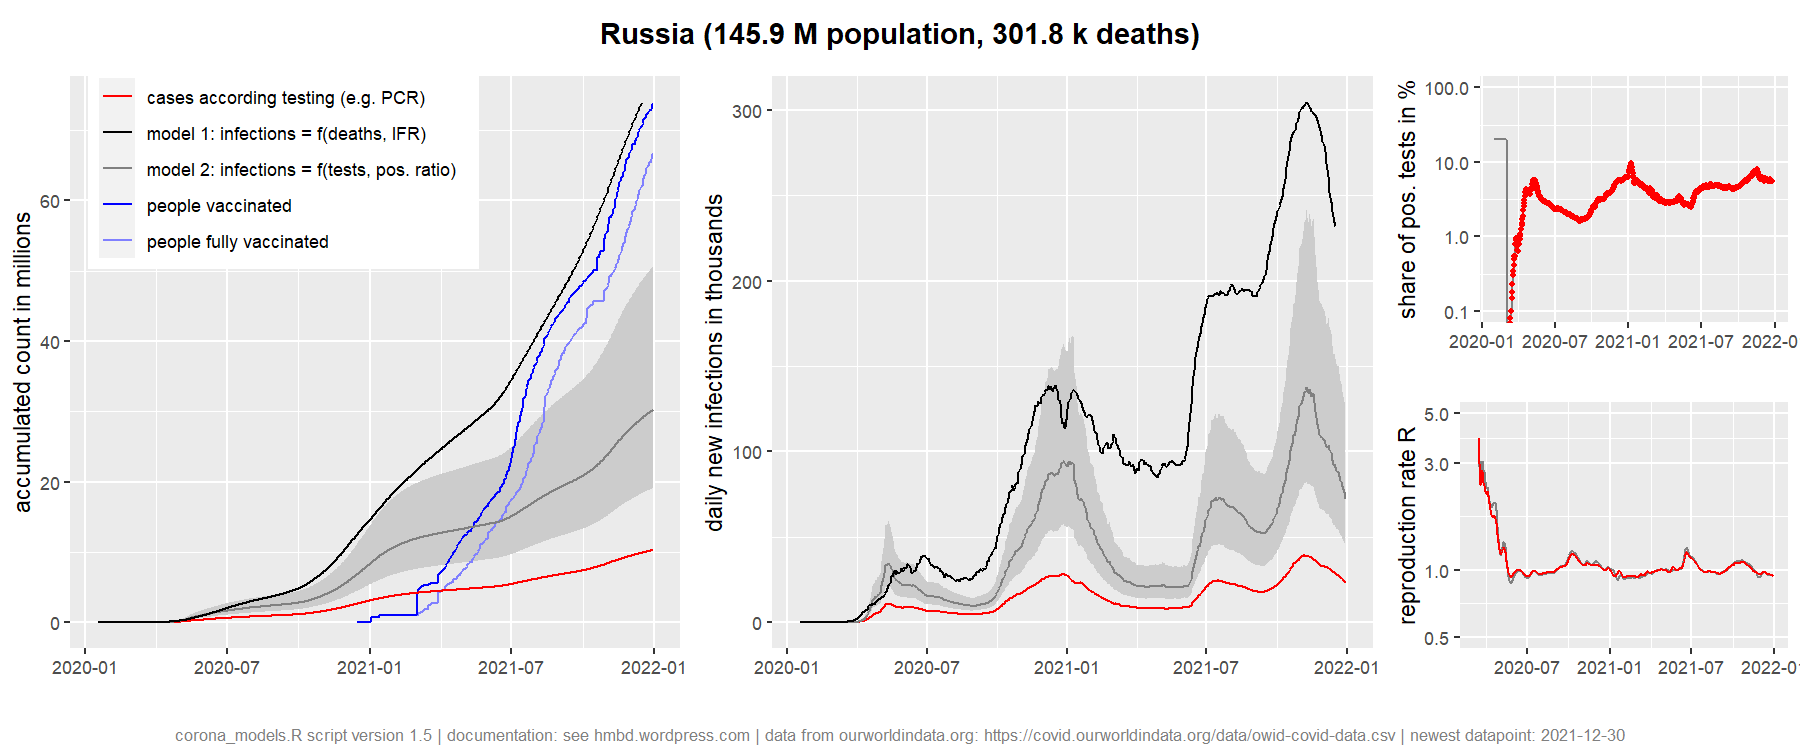 Russia (145.9 M population, 301.8 k deaths)
accumulated count in millions
60
40
20
0
cases according testing (e.g. PCR)
model 1: infections = f(deaths, IFR)
model 2: infections = f(tests, pos. ratio)
people vaccinated
people fully vaccinated
2020-01 2020-07 2021-01 2021-07 2022-01
daily new infections in thousands
300
200
100
0
2020-01 2020-07 2021-01 2021-07 2022-01
share of pos. tests in %
100.0
10.0
1.0
0.1
2020-01 2020-07 2021-01 2021-07 2022-0
reproduction rate R
5.0
3.0
1.0
0.5
2020-07 2021-01 2021-07 2022-01
corona_models.R script version 1.5 | documentation: see hmbd.wordpress.com | data from ourworldindata.org: https://covid.ourworldindata.org/data/owid-covid-data.csv | newest datapoint: 2021-12-30